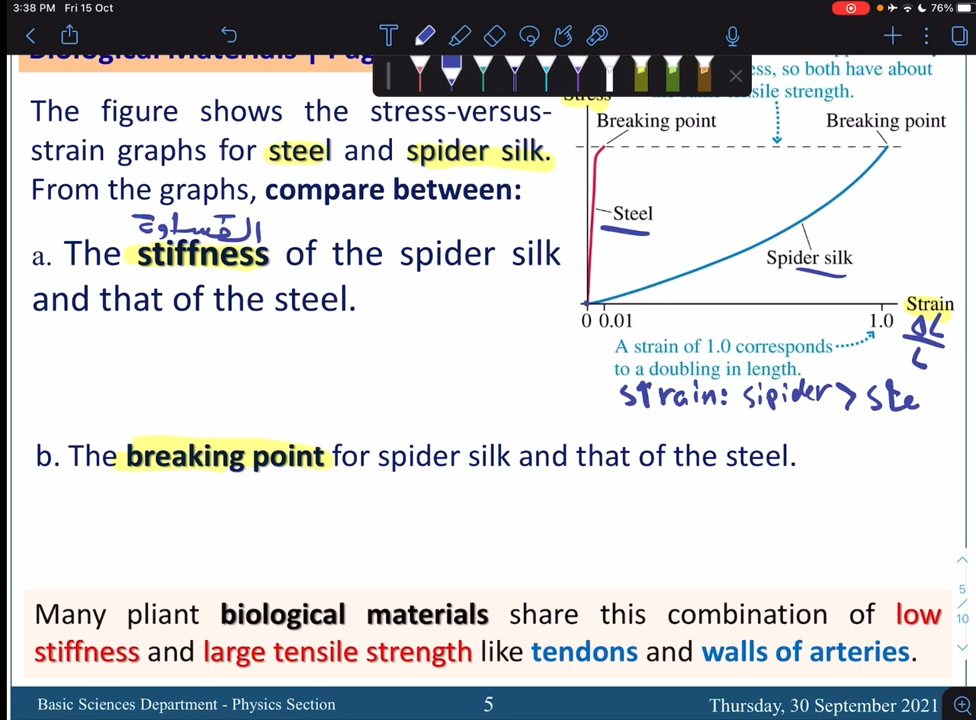 3:38 PM Fri 15 Oct
76%
Biological Materials |
ess, so both have about
sile strength.
The figure shows the stress-versus-
strain graphs for steel and spider silk.
From the graphs, compare between:
القساوة
a. The stiffness of the spider silk
and that of the steel.
Stress
Breaking point
Breaking point
Steel
Spider silk
Strain
0 0.01
1.0
ΔL
L
A strain of 1.0 corresponds
to a doubling in length.
strain: sipider > ste
b. The breaking point for spider silk and that of the steel.
Many pliant biological materials share this combination of low
stiffness and large tensile strength like tendons and walls of arteries.
5
/
10
Basic Sciences Department - Physics Section
5
Thursday, 30 September 2021